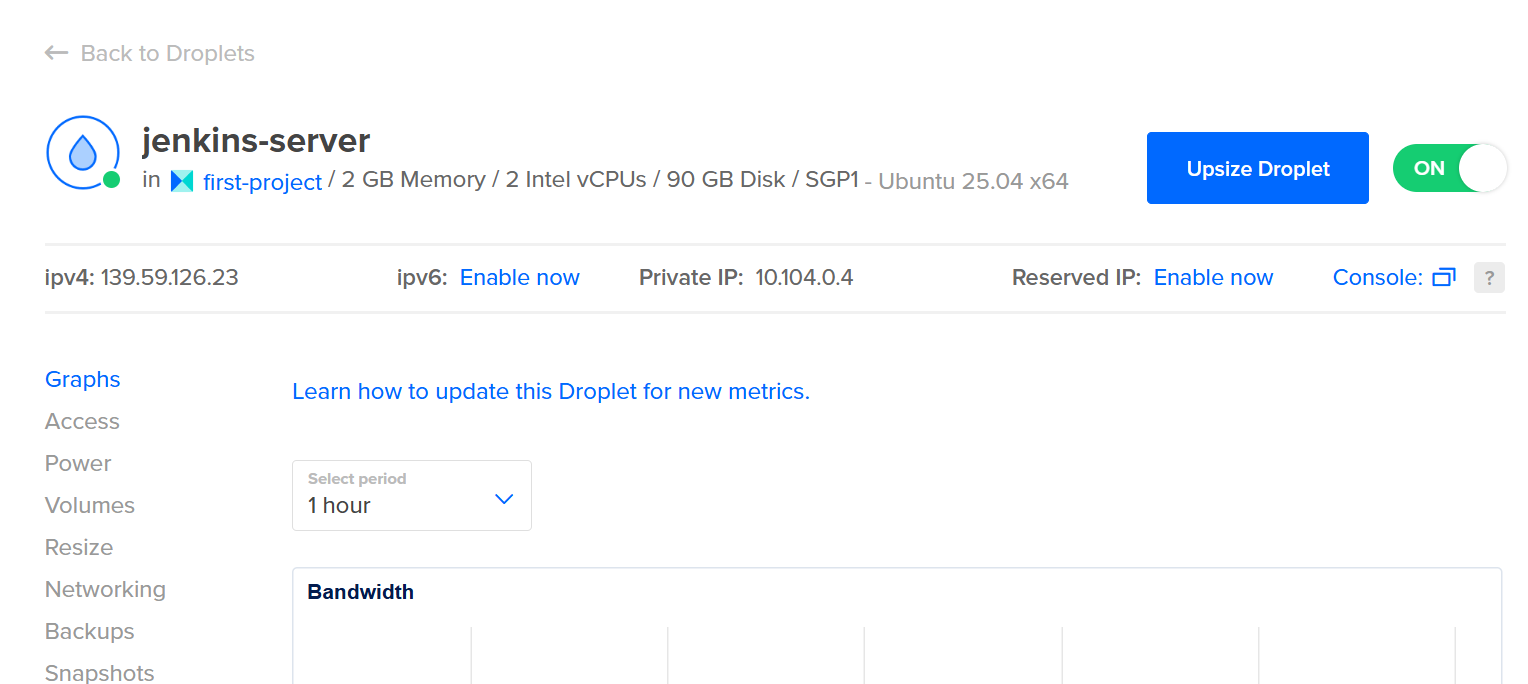 ← Back to Droplets
jenkins-server
in first-project / 2 GB Memory / 2 Intel vCPUs / 90 GB Disk / SGP1 - Ubuntu 25.04 x64
Upsize Droplet
ON
ipv4: 139.59.126.23 ipv6: Enable now Private IP: 10.104.0.4 Reserved IP: Enable now Console: ?
Graphs
Access
Power
Volumes
Resize
Networking
Backups
Snapshots
Learn how to update this Droplet for new metrics.
Select period
1 hour
Bandwidth